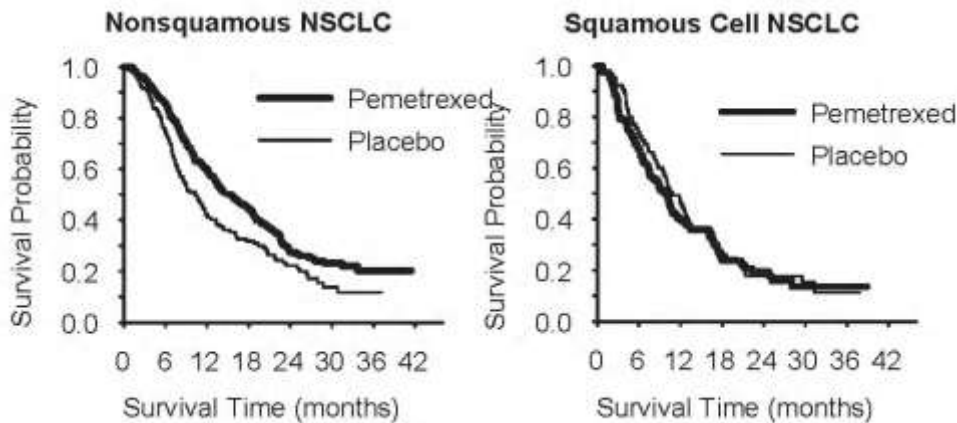 Nonsquamous NSCLC
1.0
0.8
0.6
0.4
0.2
0.0
Survival Probability
Pemetrexed
Placebo
0 6 12 18 24 30 36 42
Survival Time (months)
Squamous Cell NSCLC
1.0
0.8
0.6
0.4
0.2
0.0
Survival Probability
Pemetrexed
Placebo
0 6 12 18 24 30 36 42
Survival Time (months)